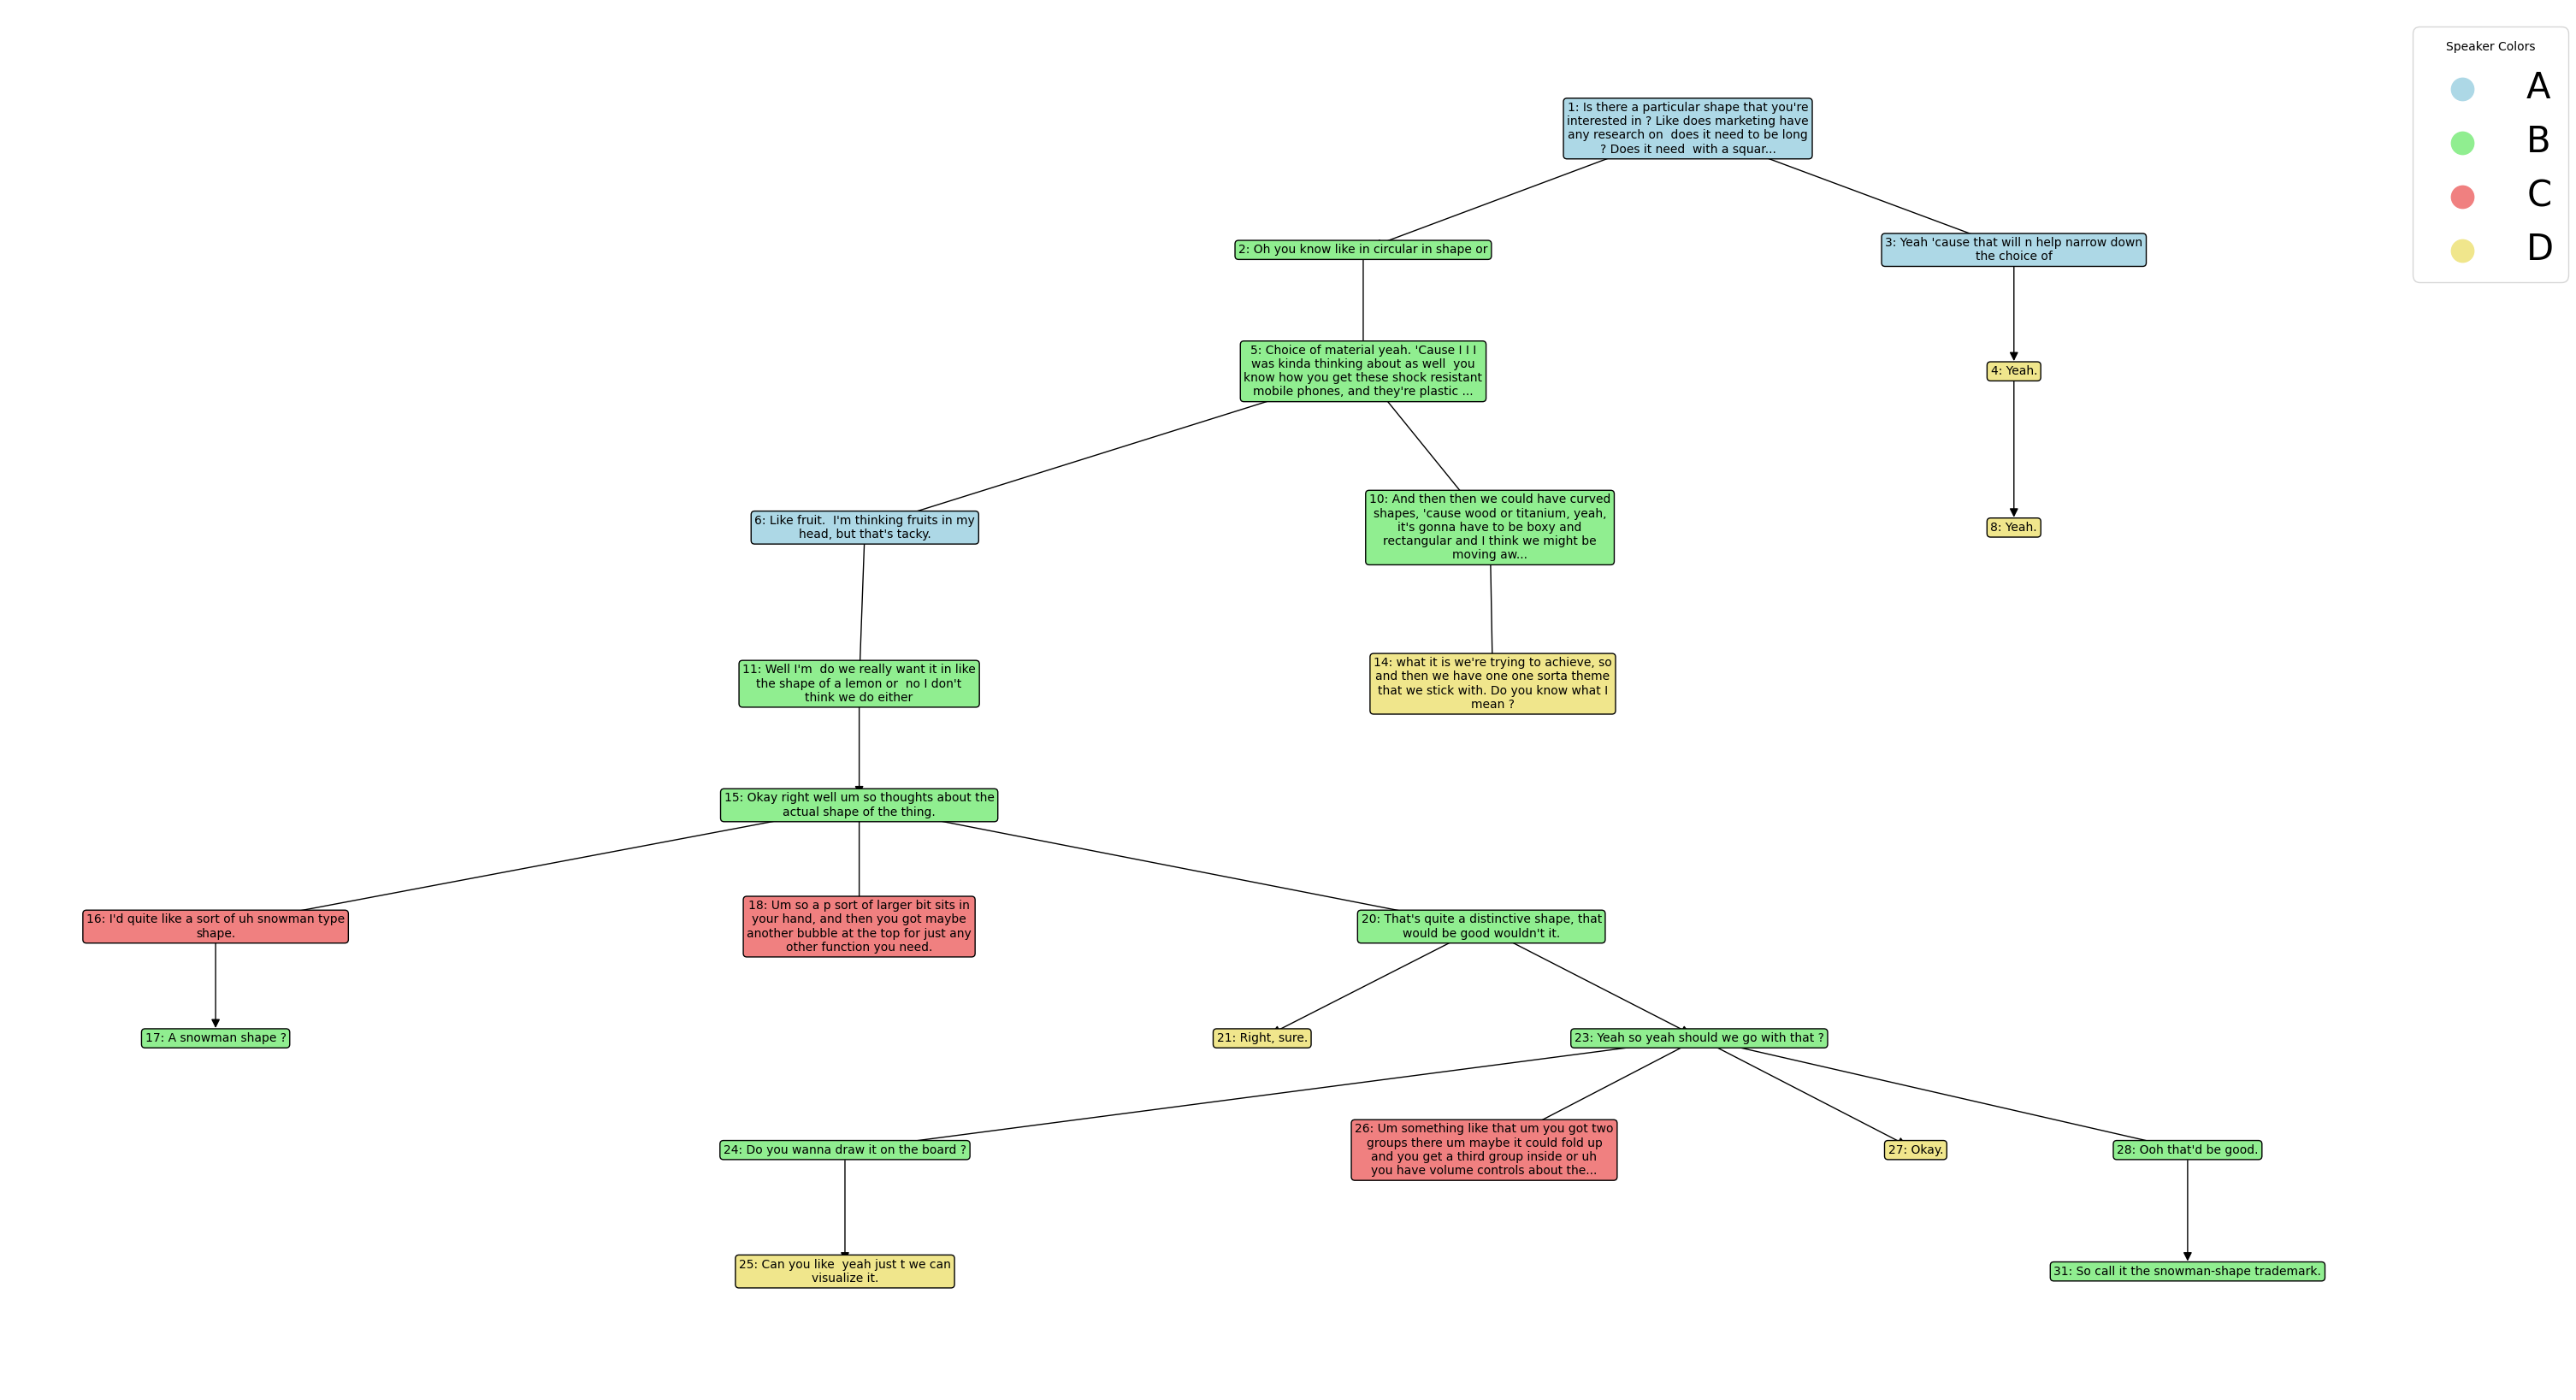 Speaker Colors
A
B
C
D
1: Is there a particular shape that you're
interested in ? Like does marketing have
any research on  does it need to be long
? Does it need  with a squar...
2: Oh you know like in circular in shape or
3: Yeah 'cause that will n help narrow down
the choice of
5: Choice of material yeah. 'Cause I I I
was kinda thinking about as well  you
know how you get these shock resistant
mobile phones, and they're plastic ...
4: Yeah.
6: Like fruit.  I'm thinking fruits in my
head, but that's tacky.
10: And then then we could have curved
shapes, 'cause wood or titanium, yeah,
it's gonna have to be boxy and
rectangular and I think we might be
moving aw...
8: Yeah.
11: Well I'm  do we really want it in like
the shape of a lemon or  no I don't
think we do either
14: what it is we're trying to achieve, so
and then we have one one sorta theme
that we stick with. Do you know what I
mean ?
15: Okay right well um so thoughts about the
actual shape of the thing.
16: I'd quite like a sort of uh snowman type
shape.
18: Um so a p sort of larger bit sits in
your hand, and then you got maybe
another bubble at the top for just any
other function you need.
20: That's quite a distinctive shape, that
would be good wouldn't it.
17: A snowman shape ?
21: Right, sure.
23: Yeah so yeah should we go with that ?
24: Do you wanna draw it on the board ?
26: Um something like that um you got two
groups there um maybe it could fold up
and you get a third group inside or uh
you have volume controls about the...
27: Okay.
28: Ooh that'd be good.
25: Can you like  yeah just t we can
visualize it.
31: So call it the snowman-shape trademark.